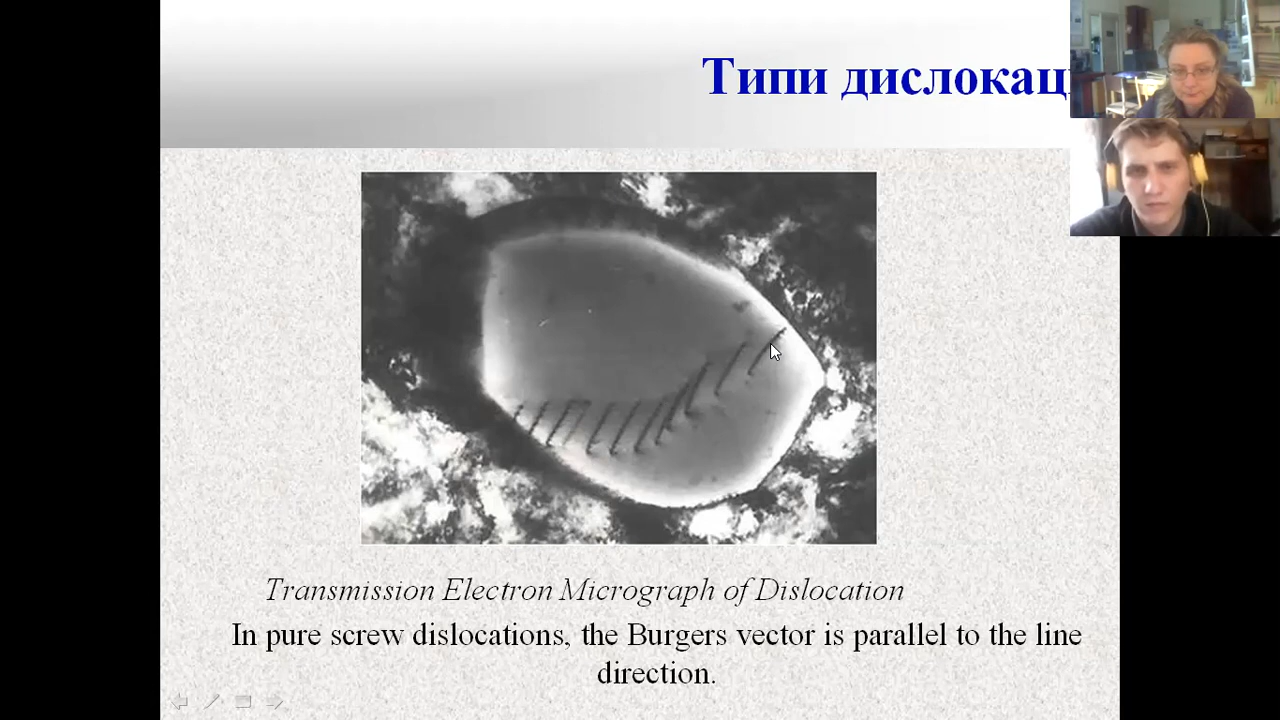 Типи дислокац
Transmission Electron Micrograph of Dislocation
In pure screw dislocations, the Burgers vector is parallel to the line
direction.